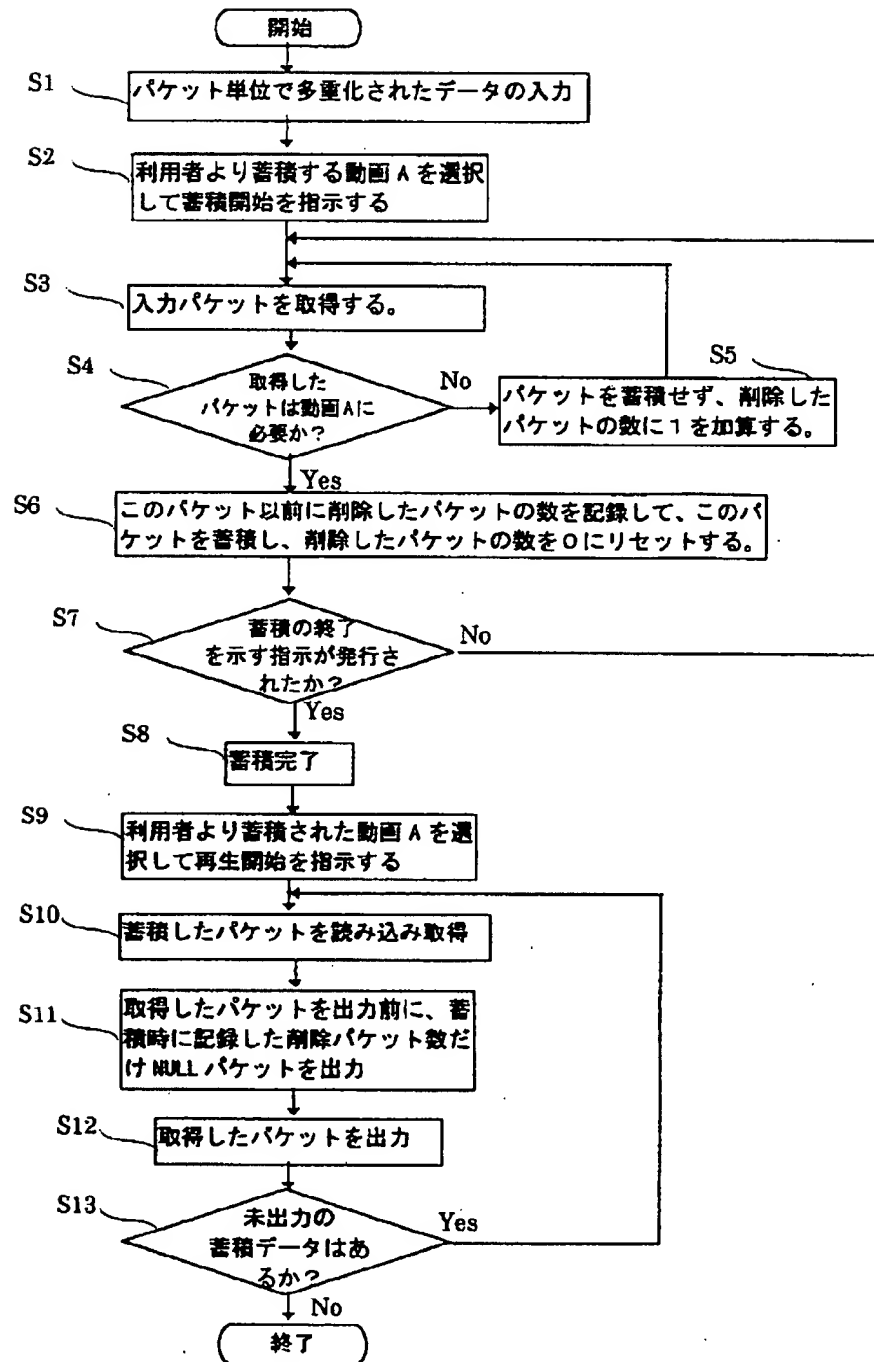 開始
S1
パケット単位で多重化されたデータの入力
S2
利用者より蓄積する動画Aを選択
して蓄積開始を指示する
S3
入力パケットを取得する。
S4
取得した
パケットは動画Aに
必要か?
No
S5
パケットを蓄積せず、削除した
パケットの数に1を加算する。
Yes
S6
このパケット以前に削除したパケットの数を記録して、このパ
ケットを蓄積し、削除したパケットの数を0にリセットする。
S7
蓄積の終了
を示す指示が発行さ
れたか?
No
Yes
S8
蓄積完了
S9
利用者より蓄積された動画Aを選
択して再生開始を指示する
S10
蓄積したパケットを読み込み取得
S11
取得したパケットを出力前に、蓄
積時に記録した削除パケット数だ
けNULLパケットを出力
S12
取得したパケットを出力
S13
未出力の
蓄積データはあ
るか?
Yes
No
終了